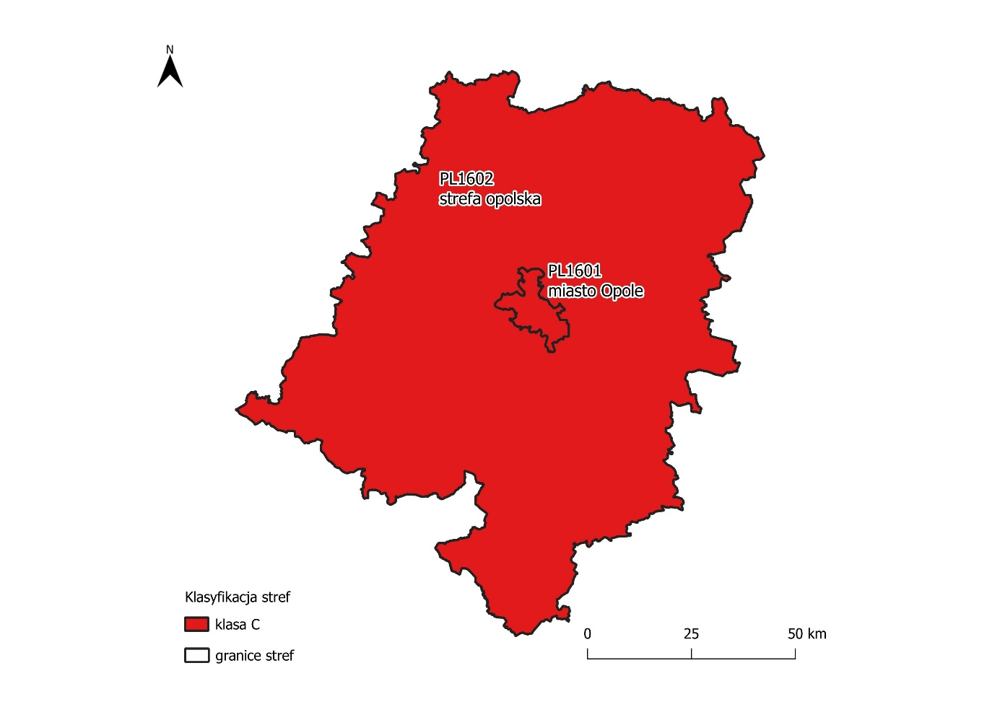 N
PL1602
strefa opolska
PL1601
miasto Opole
Klasyfikacja stref
klasa C
granice stref
0 25 50 km